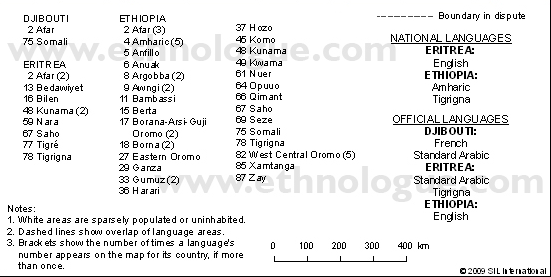 DJIBOUTI
2 Afar
75 Somali
ERITREA
2 Afar (2)
13 Bedawiyet
16 Bilen
48 Kunama (2)
59 Nara
67 Saho
77 Tigré
78 Tigrigna
ETHIOPIA
2 Afar (3)
4 Amharic (5)
5 Anfillo
6 Anuak
8 Argobba (2)
9 Awngi (2)
11 Bambassi
15 Berta
17 Borana-Arsi-Guji
Oromo (2)
18 Borna (2)
27 Eastern Oromo
29 Ganza
33 Gumuz (2)
36 Harari
37 Hozo
45 Komo
48 Kunama
49 Kwama
61 Nuer
64 Opuuo
66 Qimant
67 Saho
69 Seze
75 Somali
78 Tigrigna
82 West Central Oromo (5)
85 Xamtanga
87 Zay
Boundary in dispute
NATIONAL LANGUAGES
ERITREA:
English
ETHIOPIA:
Amharic
Tigrigna
OFFICIAL LANGUAGES
DJIBOUTI:
French
Standard Arabic
ERITREA:
Standard Arabic
Tigrigna
ETHIOPIA:
English
Notes:
1. White areas are sparsely populated or uninhabited.
2. Dashed lines show overlap of language areas.
3. Brackets show the number of times a language's
number appears on the map for its country, if more
than once.
0 100 200 300 400 km
© 2009 SIL International
www.ethnologue.com
www.ethnologue.com